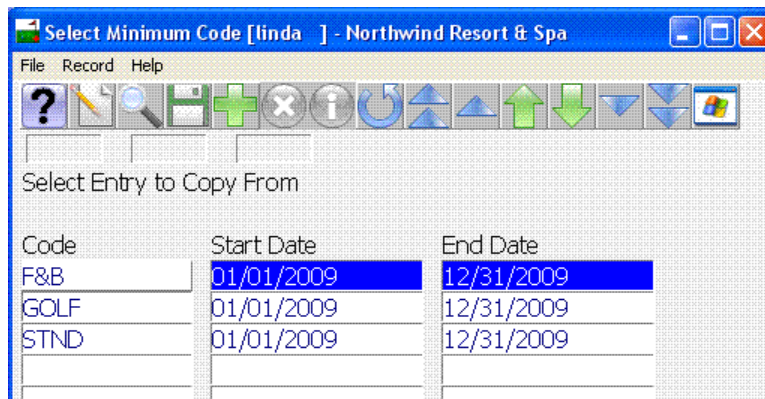 Select Minimum Code [linda   ] - Northwind Resort & Spa
File Record Help
Select Entry to Copy From
Code Start Date End Date
F&B 01/01/2009 12/31/2009
GOLF 01/01/2009 12/31/2009
STND 01/01/2009 12/31/2009